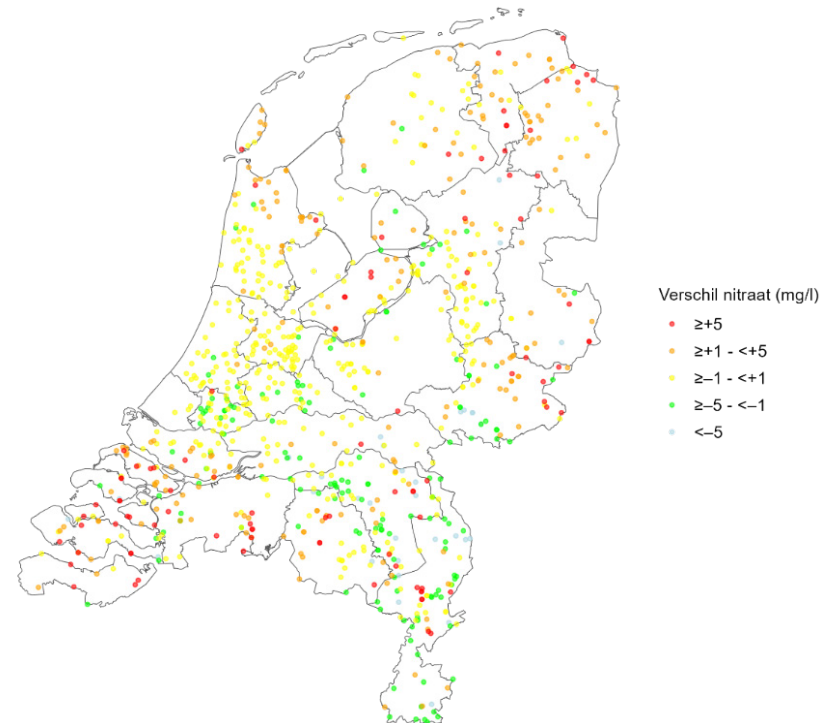 Verschil nitraat (mg/l)
≥+5
≥+1 - <+5
≥–1 - <+1
≥–5 - <–1
<–5